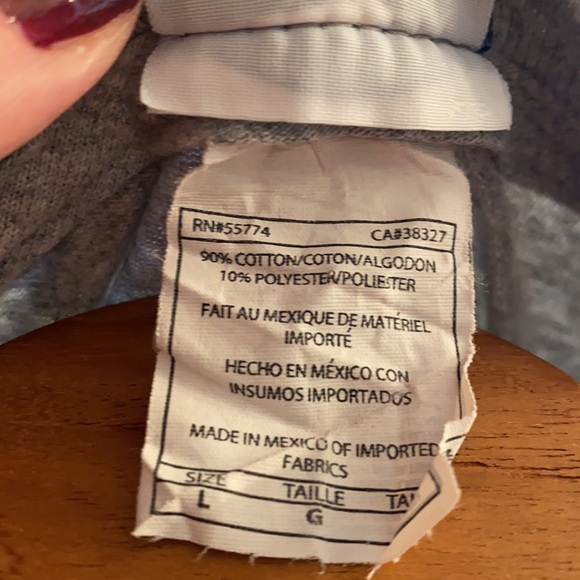 RN#55774 CA#38327
90% COTTON/COTON/ALGODON
10% POLYESTER/POLIESTER
FAIT AU MEXIQUE DE MATÉRIEL
IMPORTÉ
HECHO EN MÉXICO CON
INSUMOS IMPORTADOS
MADE IN MEXICO OF IMPORTED
FABRICS
SIZE TAILLE TA
L G